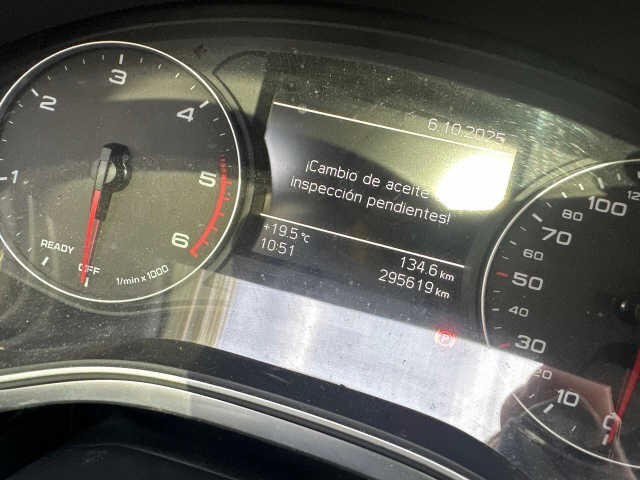 1
2
3
4
5
6
READY
OFF
1/min x 1000
6.10.2025
¡Cambio de aceite
inspección pendientes!
+19.5°C
134.6 km
10:51
295619 km
P
0
10
20
30
40
50
60
70
80
100